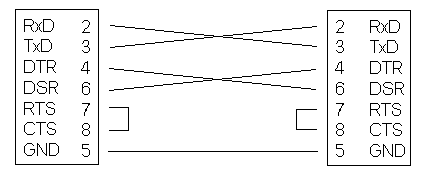 RxD 2 2 RxD
TxD 3 3 TxD
DTR 4 4 DTR
DSR 6 6 DSR
RTS 7 7 RTS
CTS 8 8 CTS
GND 5 5 GND